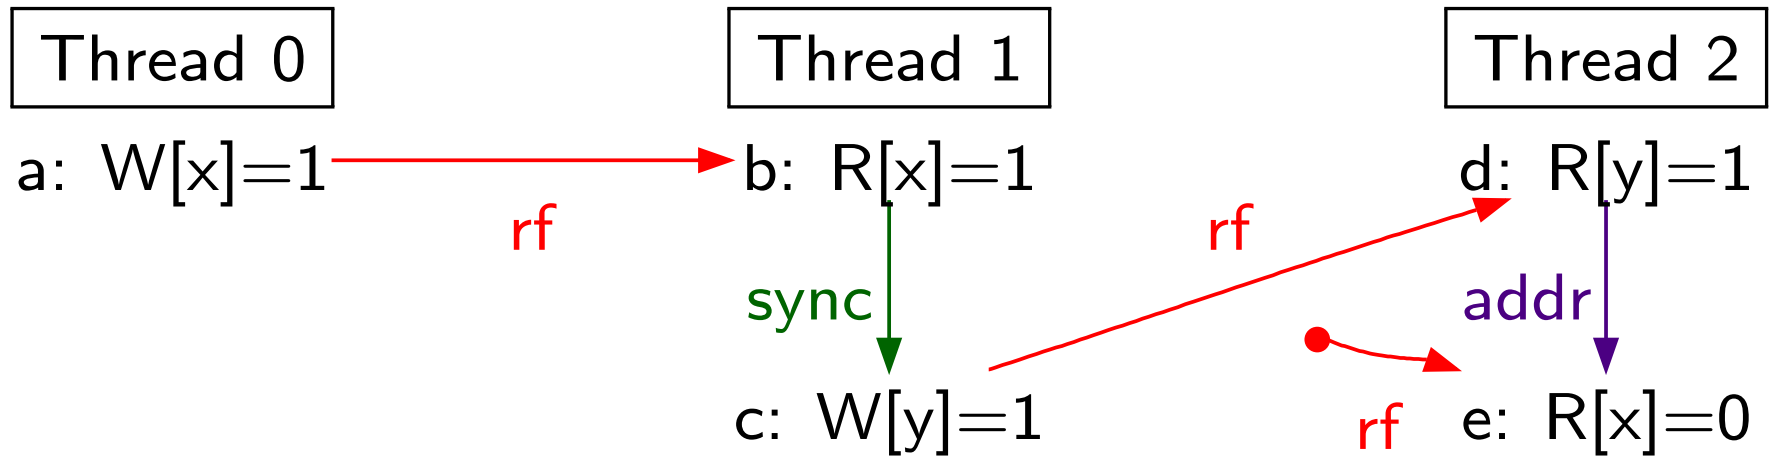 Thread 0
Thread 1
Thread 2
a: W[x]=1
b: R[x]=1
d: R[y]=1
rf
rf
sync
addr
c: W[y]=1
rf
e: R[x]=0